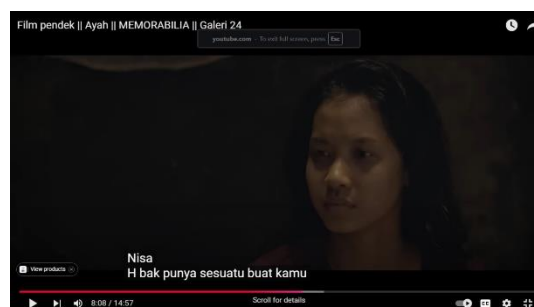 Film pendek || Ayah || MEMORABILIA || Galeri 24
youtube.com - To exit full screen, press Esc
Nisa
H bak punya sesuatu buat kamu
View products
8:08 / 14:57
Scroll for details